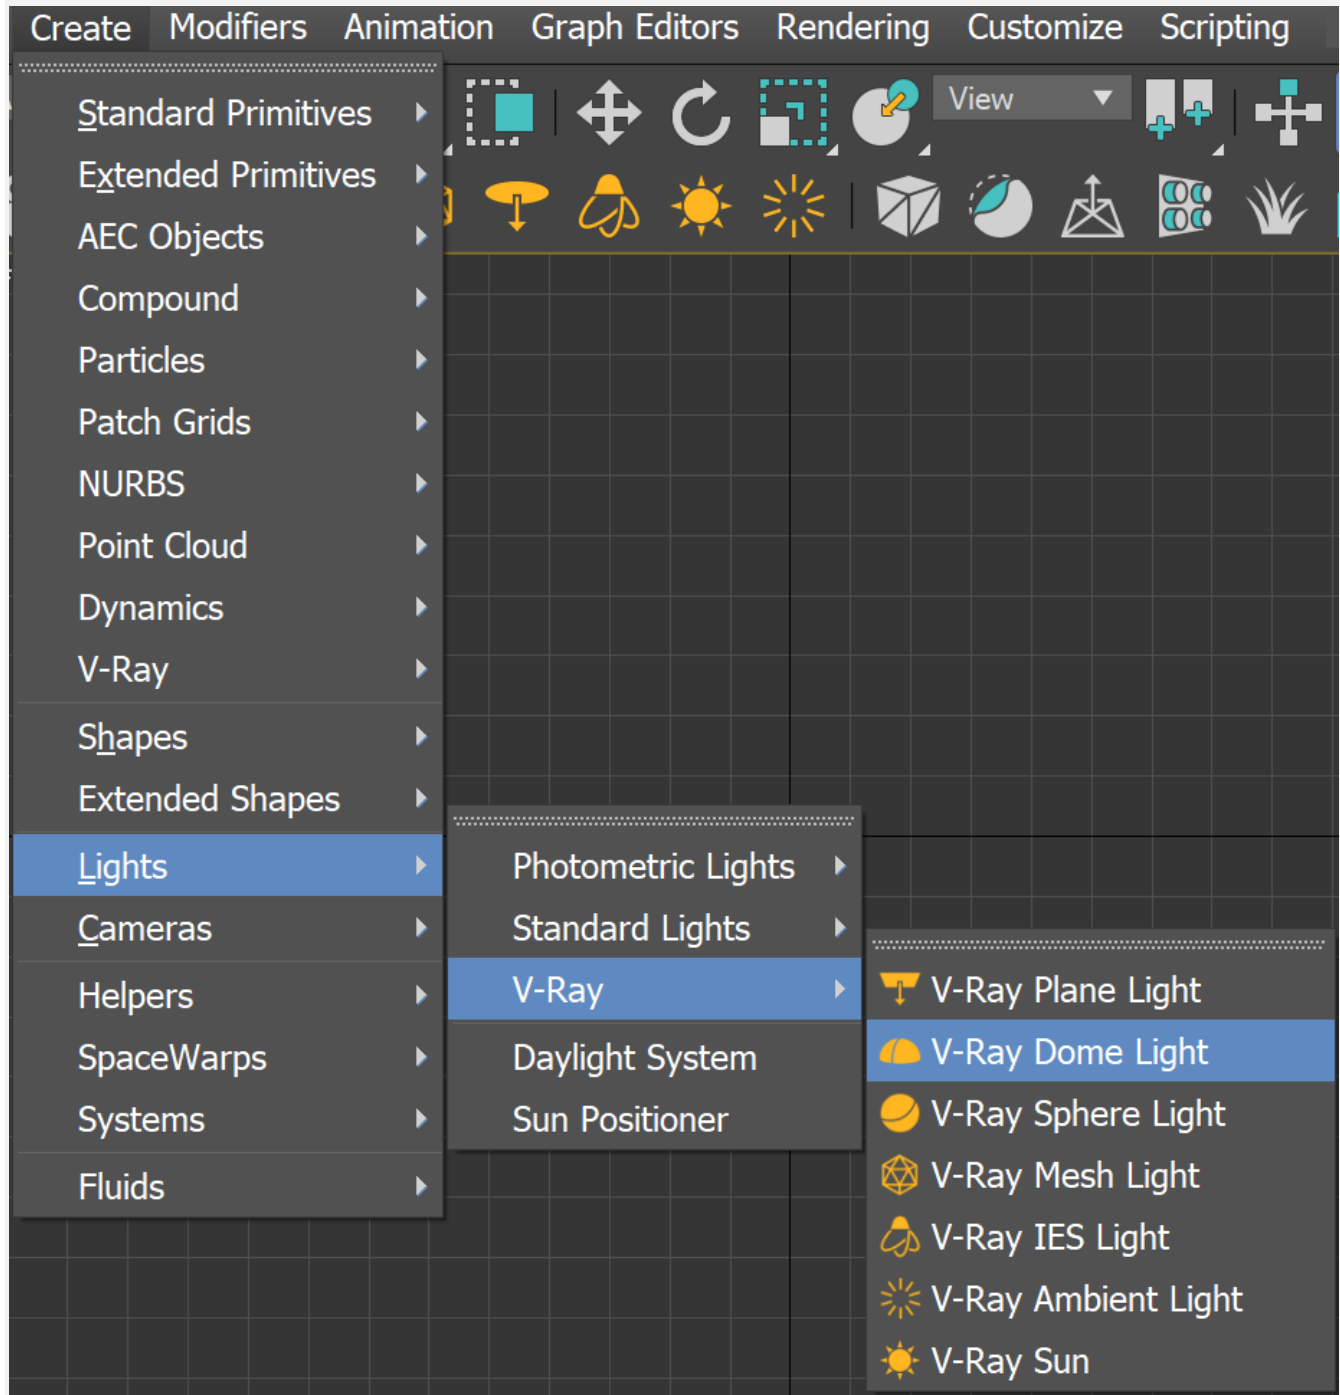 Create Modifiers Animation Graph Editors Rendering Customize Scripting
View
Standard Primitives
Extended Primitives
AEC Objects
Compound
Particles
Patch Grids
NURBS
Point Cloud
Dynamics
V-Ray
Shapes
Extended Shapes
Lights
Cameras
Helpers
SpaceWarps
Systems
Fluids
Photometric Lights
Standard Lights
V-Ray
Daylight System
Sun Positioner
V-Ray Plane Light
V-Ray Dome Light
V-Ray Sphere Light
V-Ray Mesh Light
V-Ray IES Light
V-Ray Ambient Light
V-Ray Sun